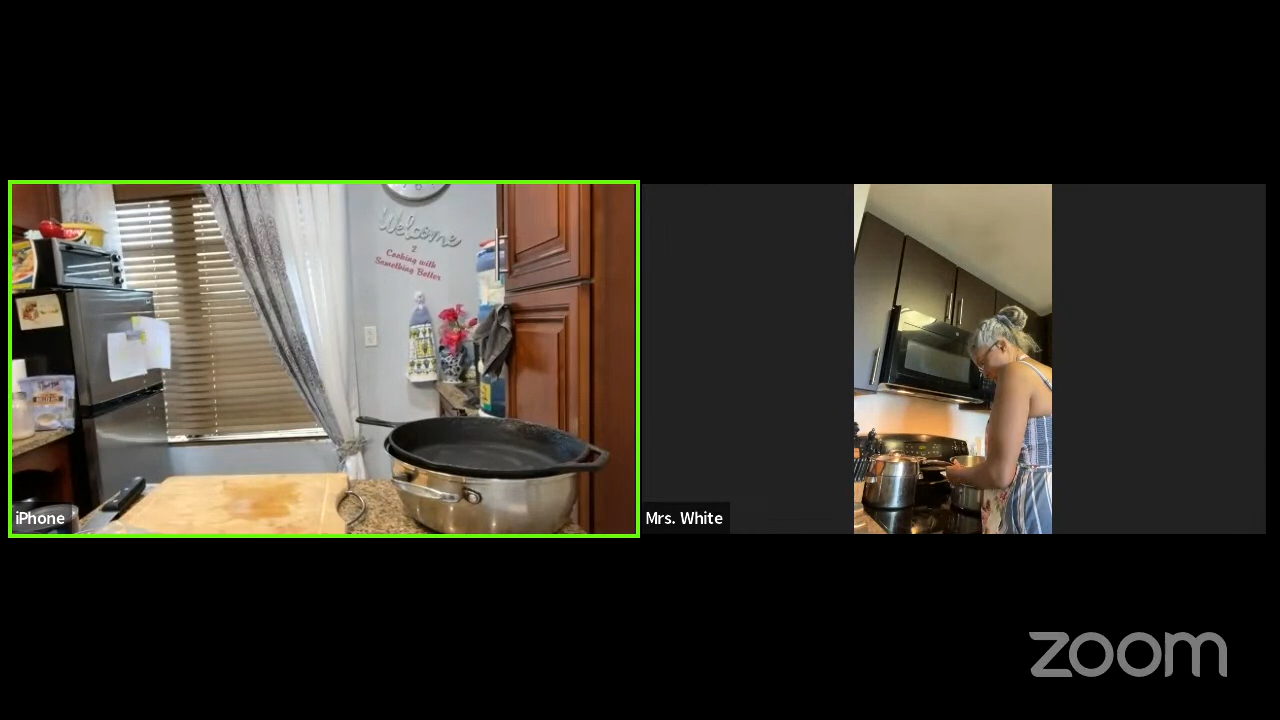 Welcome
2
Cooking with
Something Better
iPhone
Mrs. White
zoom